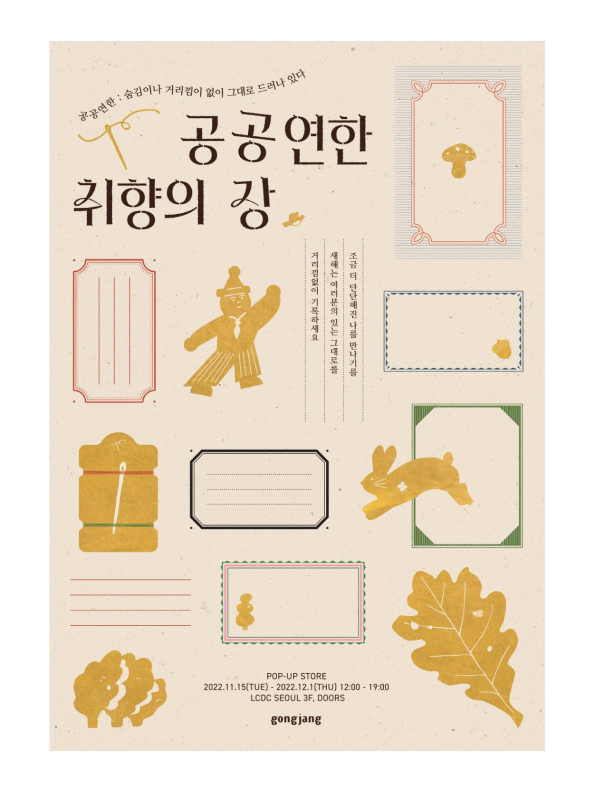 공공연한 : 숨김이나 거리낌이 없이 그대로 드러나 있다
공공연한
취향의 장
조금 더 단단해진 나를 만나기를
새해는 여러분의 있는 그대로를
거리낌없이 기록하세요
POP-UP STORE
2022.11.15(TUE) - 2022.12.1(THU) 12:00 - 19:00
LCDC SEOUL 3F, DOORS
gongjang